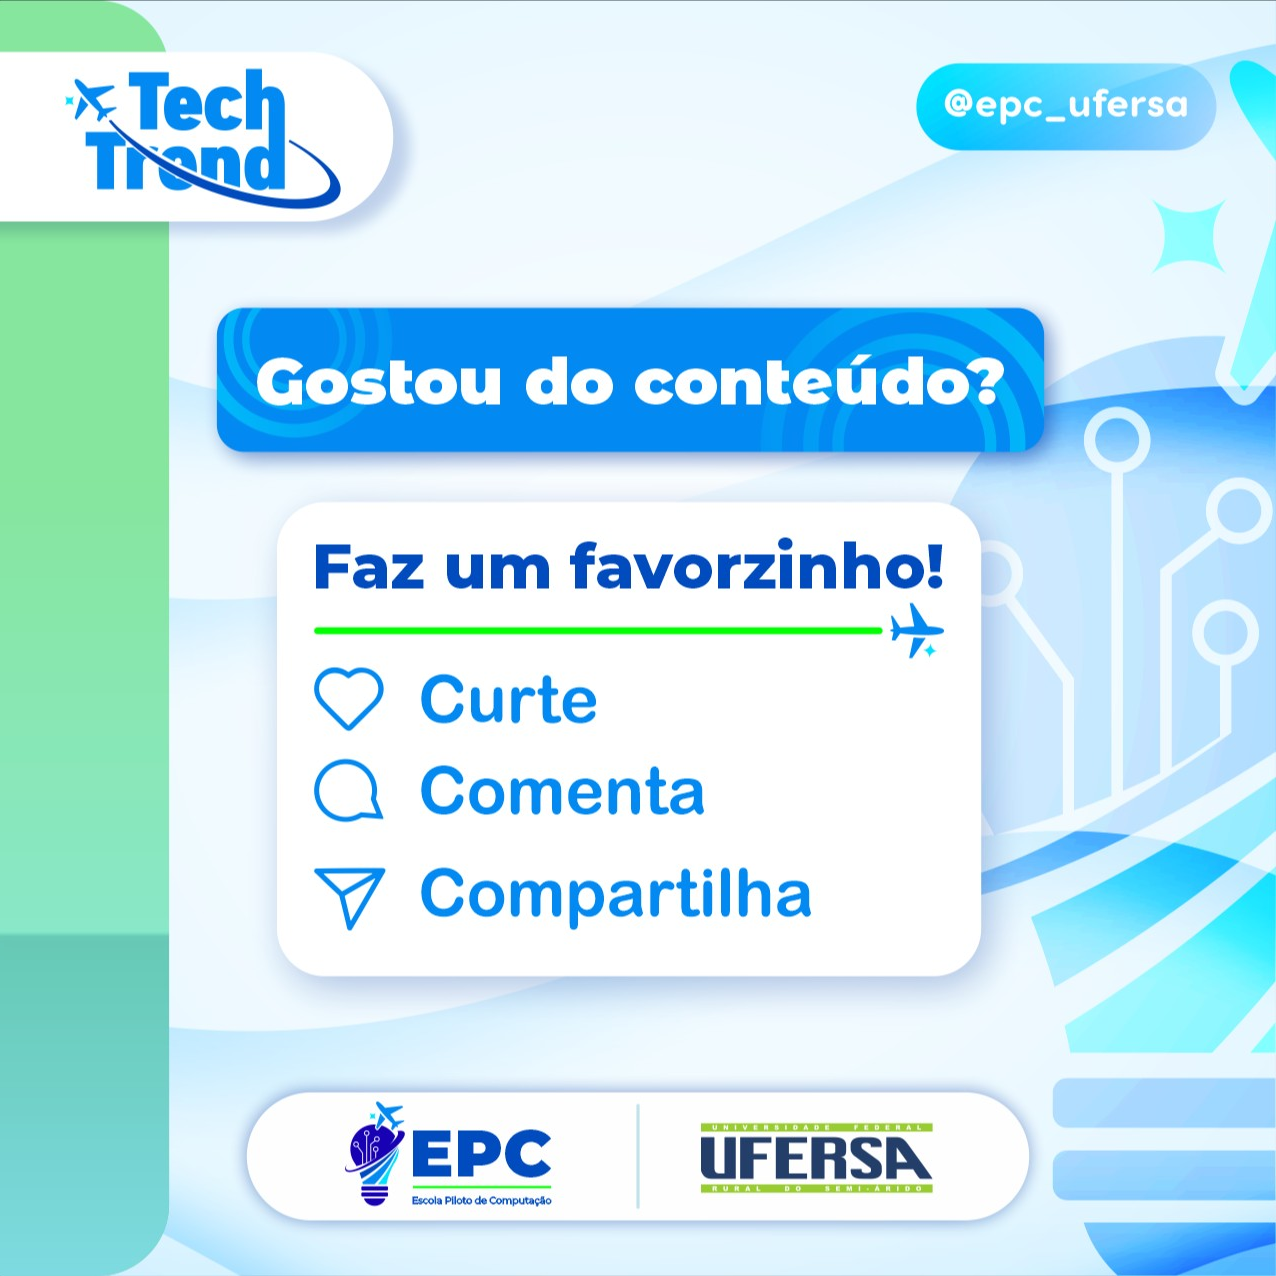 Tech
Trend
@epc_ufersa
Gostou do conteúdo?
Faz um favorzinho!
Curte
Comenta
Compartilha
EPC
Escola Piloto de Computação
UNIVERSIDADE FEDERAL
UFERSA
RURAL DO SEMI-ÁRIDO